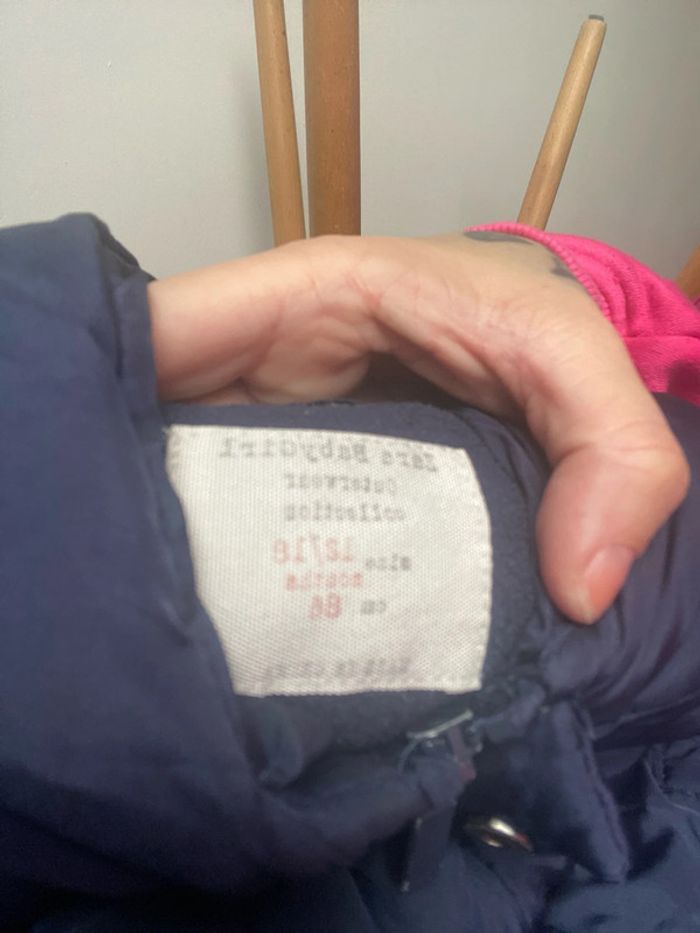 Zara Babygirl
Outerwear
collection
size 12/18
months
cm 86